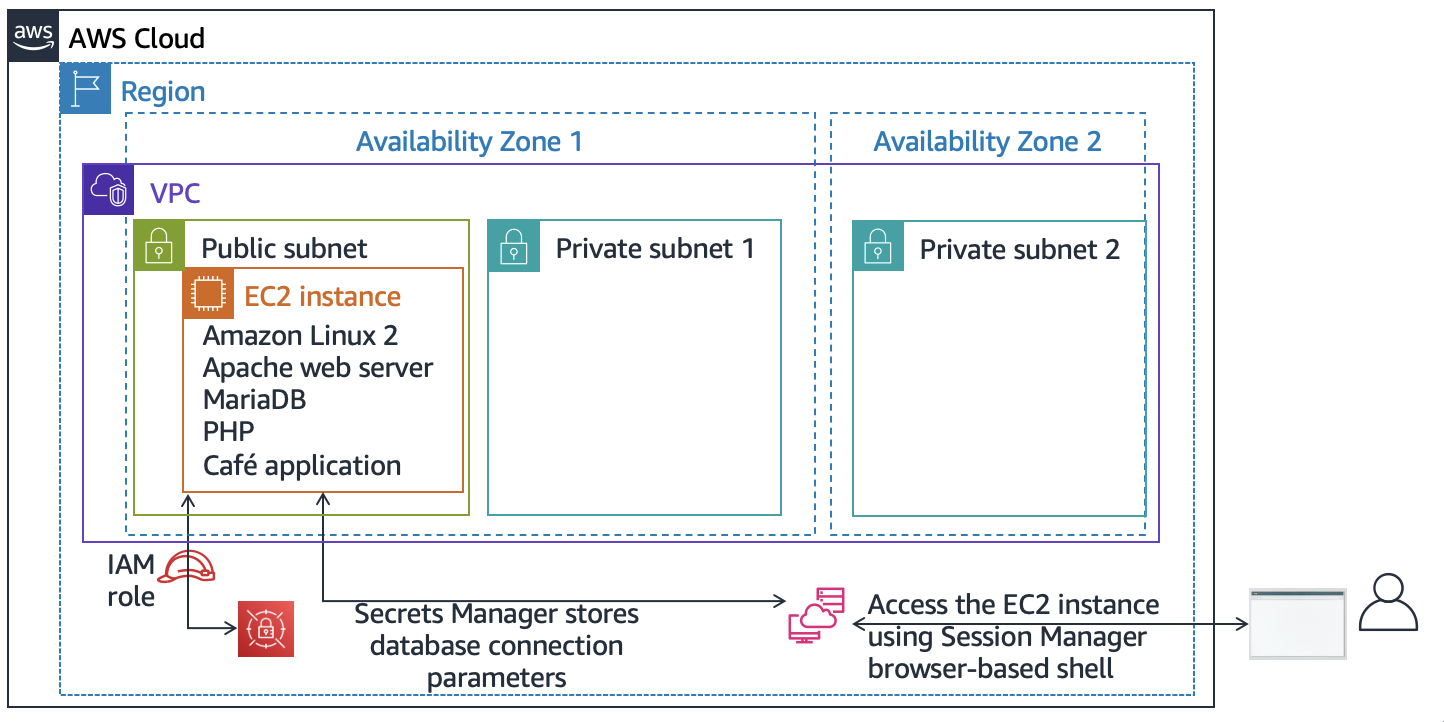 aws
AWS Cloud
Region
Availability Zone 1
Availability Zone 2
VPC
Public subnet
Private subnet 1
Private subnet 2
EC2 instance
Amazon Linux 2
Apache web server
MariaDB
PHP
Café application
IAM
role
Secrets Manager stores
database connection
parameters
Access the EC2 instance
using Session Manager
browser-based shell